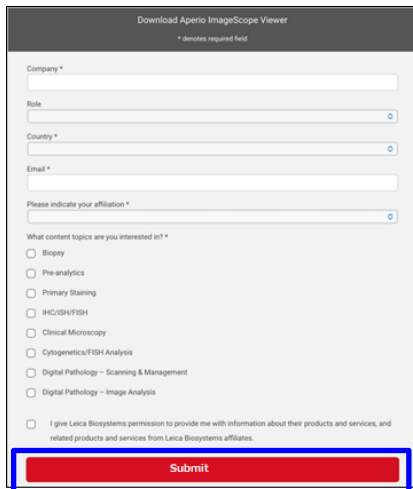 Download Aperio ImageScope Viewer
* denotes required field
Company *
Role
Country *
Email *
Please indicate your affiliation *
What content topics are you interested in? *
Biopsy
Pre-analytics
Primary Staining
IHC/ISH/FISH
Clinical Microscopy
Cytogenetics/FISH Analysis
Digital Pathology – Scanning & Management
Digital Pathology – Image Analysis
I give Leica Biosystems permission to provide me with information about their products and services, and
related products and services from Leica Biosystems affiliates.
Submit